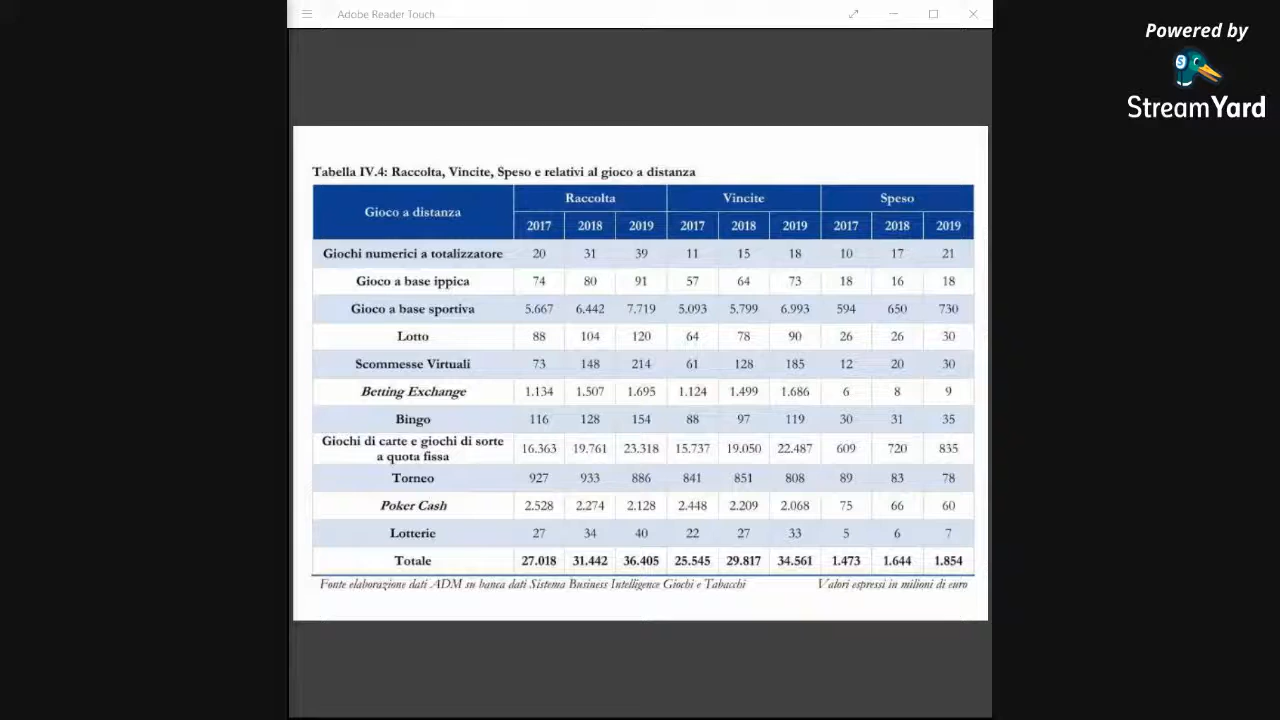 Adobe Reader Touch
Powered by
StreamYard
Tabella IV.4: Raccolta, Vincite, Speso e relativi al gioco a distanza
Gioco a distanza Raccolta Vincite Speso
2017 2018 2019 2017 2018 2019 2017 2018 2019
Giochi numerici a totalizzatore 20 31 39 11 15 18 10 17 21
Gioco a base ippica 74 80 91 57 64 73 18 16 18
Gioco a base sportiva 5.667 6.442 7.719 5.093 5.799 6.993 594 650 730
Lotto 88 104 120 64 78 90 26 26 30
Scommesse Virtuali 73 148 214 61 128 185 12 20 30
Betting Exchange 1.134 1.507 1.695 1.124 1.499 1.686 6 8 9
Bingo 116 128 154 88 97 119 30 31 35
Giochi di carte e giochi di sorte
a quota fissa 16.363 19.761 23.318 15.737 19.050 22.487 609 720 835
Torneo 927 933 886 841 851 808 89 83 78
Poker Cash 2.528 2.274 2.128 2.448 2.209 2.068 75 66 60
Lotterie 27 34 40 22 27 33 5 6 7
Totale 27.018 31.442 36.405 25.545 29.817 34.561 1.473 1.644 1.854
Fonte elaborazione dati ADM su banca dati Sistema Business Intelligence Giochi e Tabacchi Valori espressi in milioni di euro